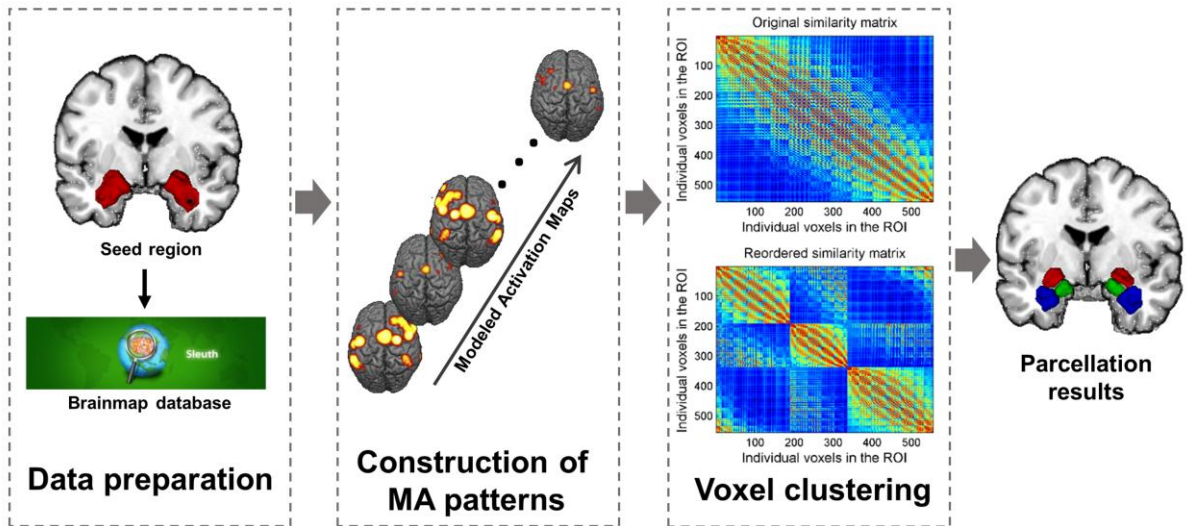 Seed region
Sleuth
Brainmap database
Data preparation
Modeled Activation Maps
Construction of
MA patterns
Original similarity matrix
Individual voxels in the ROI
100
200
300
400
500
100 200 300 400 500
Individual voxels in the ROI
Reordered similarity matrix
Individual voxels in the ROI
100
200
300
400
500
100 200 300 400 500
Individual voxels in the ROI
Voxel clustering
Parcellation
results